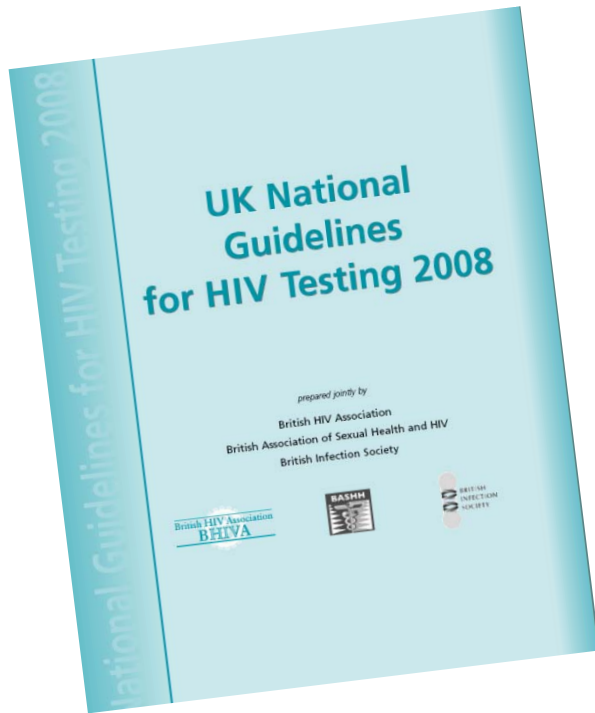 National Guidelines for HIV Testing 2008
UK National
Guidelines
for HIV Testing 2008
prepared jointly by
British HIV Association
British Association of Sexual Health and HIV
British Infection Society
British HIV Association
BHIVA
BASHH
BRITISH
INFECTION
SOCIETY